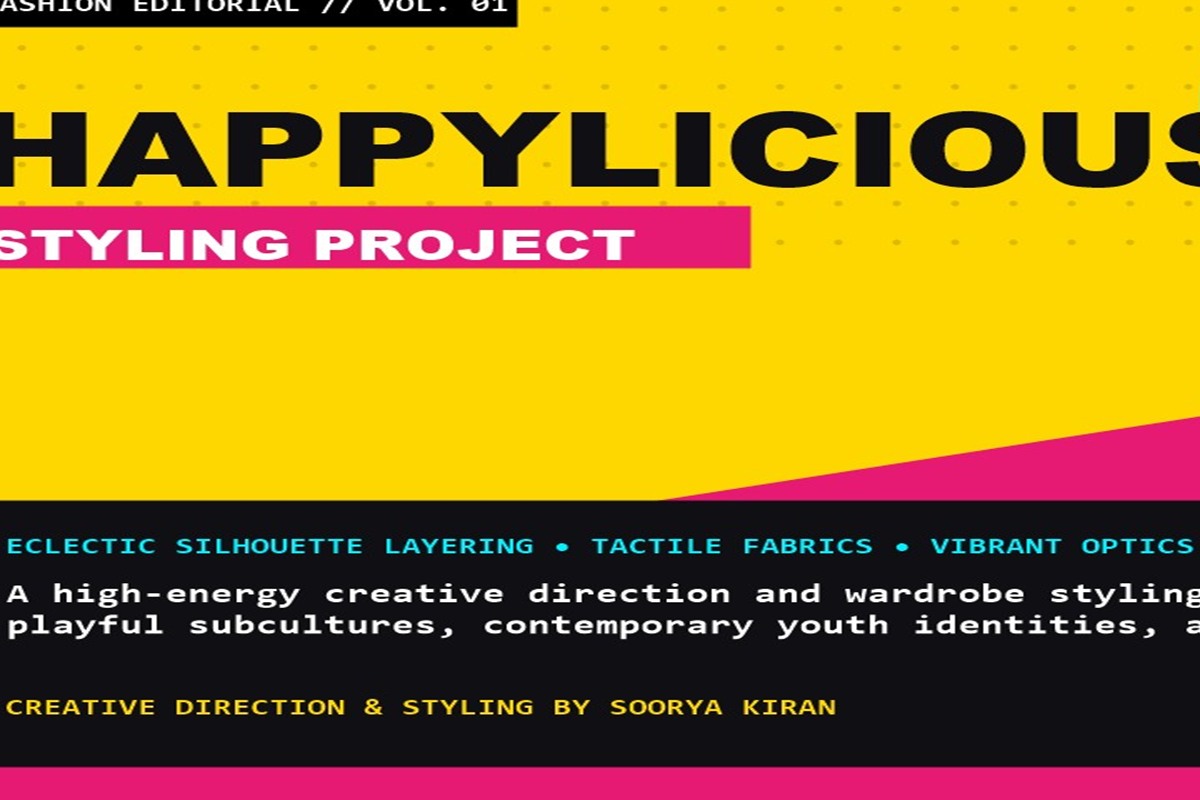 ASHION EDITORIAL // VOL. 01
HAPPYLICIOUS
STYLING PROJECT
ECLECTIC SILHOUETTE LAYERING • TACTILE FABRICS • VIBRANT OPTICS
A high-energy creative direction and wardrobe styling
playful subcultures, contemporary youth identities, a
CREATIVE DIRECTION & STYLING BY SOORYA KIRAN